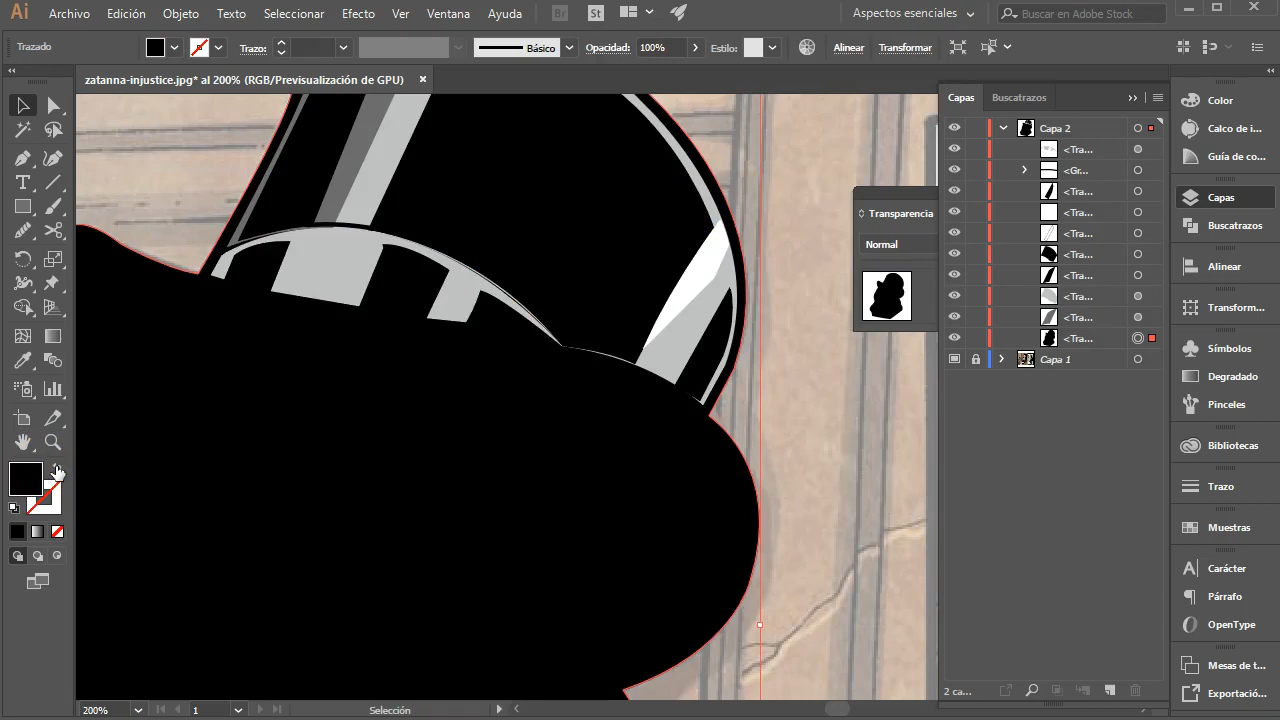 Ai Archivo Edición Objeto Texto Seleccionar Efecto Ver Ventana Ayuda Br St Aspectos esenciales Buscar en Adobe Stock
Trazado Trazo: Básico Opacidad: 100% Estilo: Alinear Transformar
zatanna-injustice.jpg* al 200% (RGB/Previsualización de GPU)
Capas Buscatrazos
Capa 2
<Tra...
<Gr...
<Tra...
<Tra...
<Tra...
<Tra...
<Tra...
<Tra...
<Tra...
<Tra...
Capa 1
2 ca...
Transparencia
Normal
Color
Calco de i...
Guía de co...
Capas
Buscatrazos
Alinear
Transform...
Símbolos
Degradado
Pinceles
Bibliotecas
Trazo
Muestras
Carácter
Párrafo
OpenType
Mesas de t...
Exportació...
200% 1 Selección